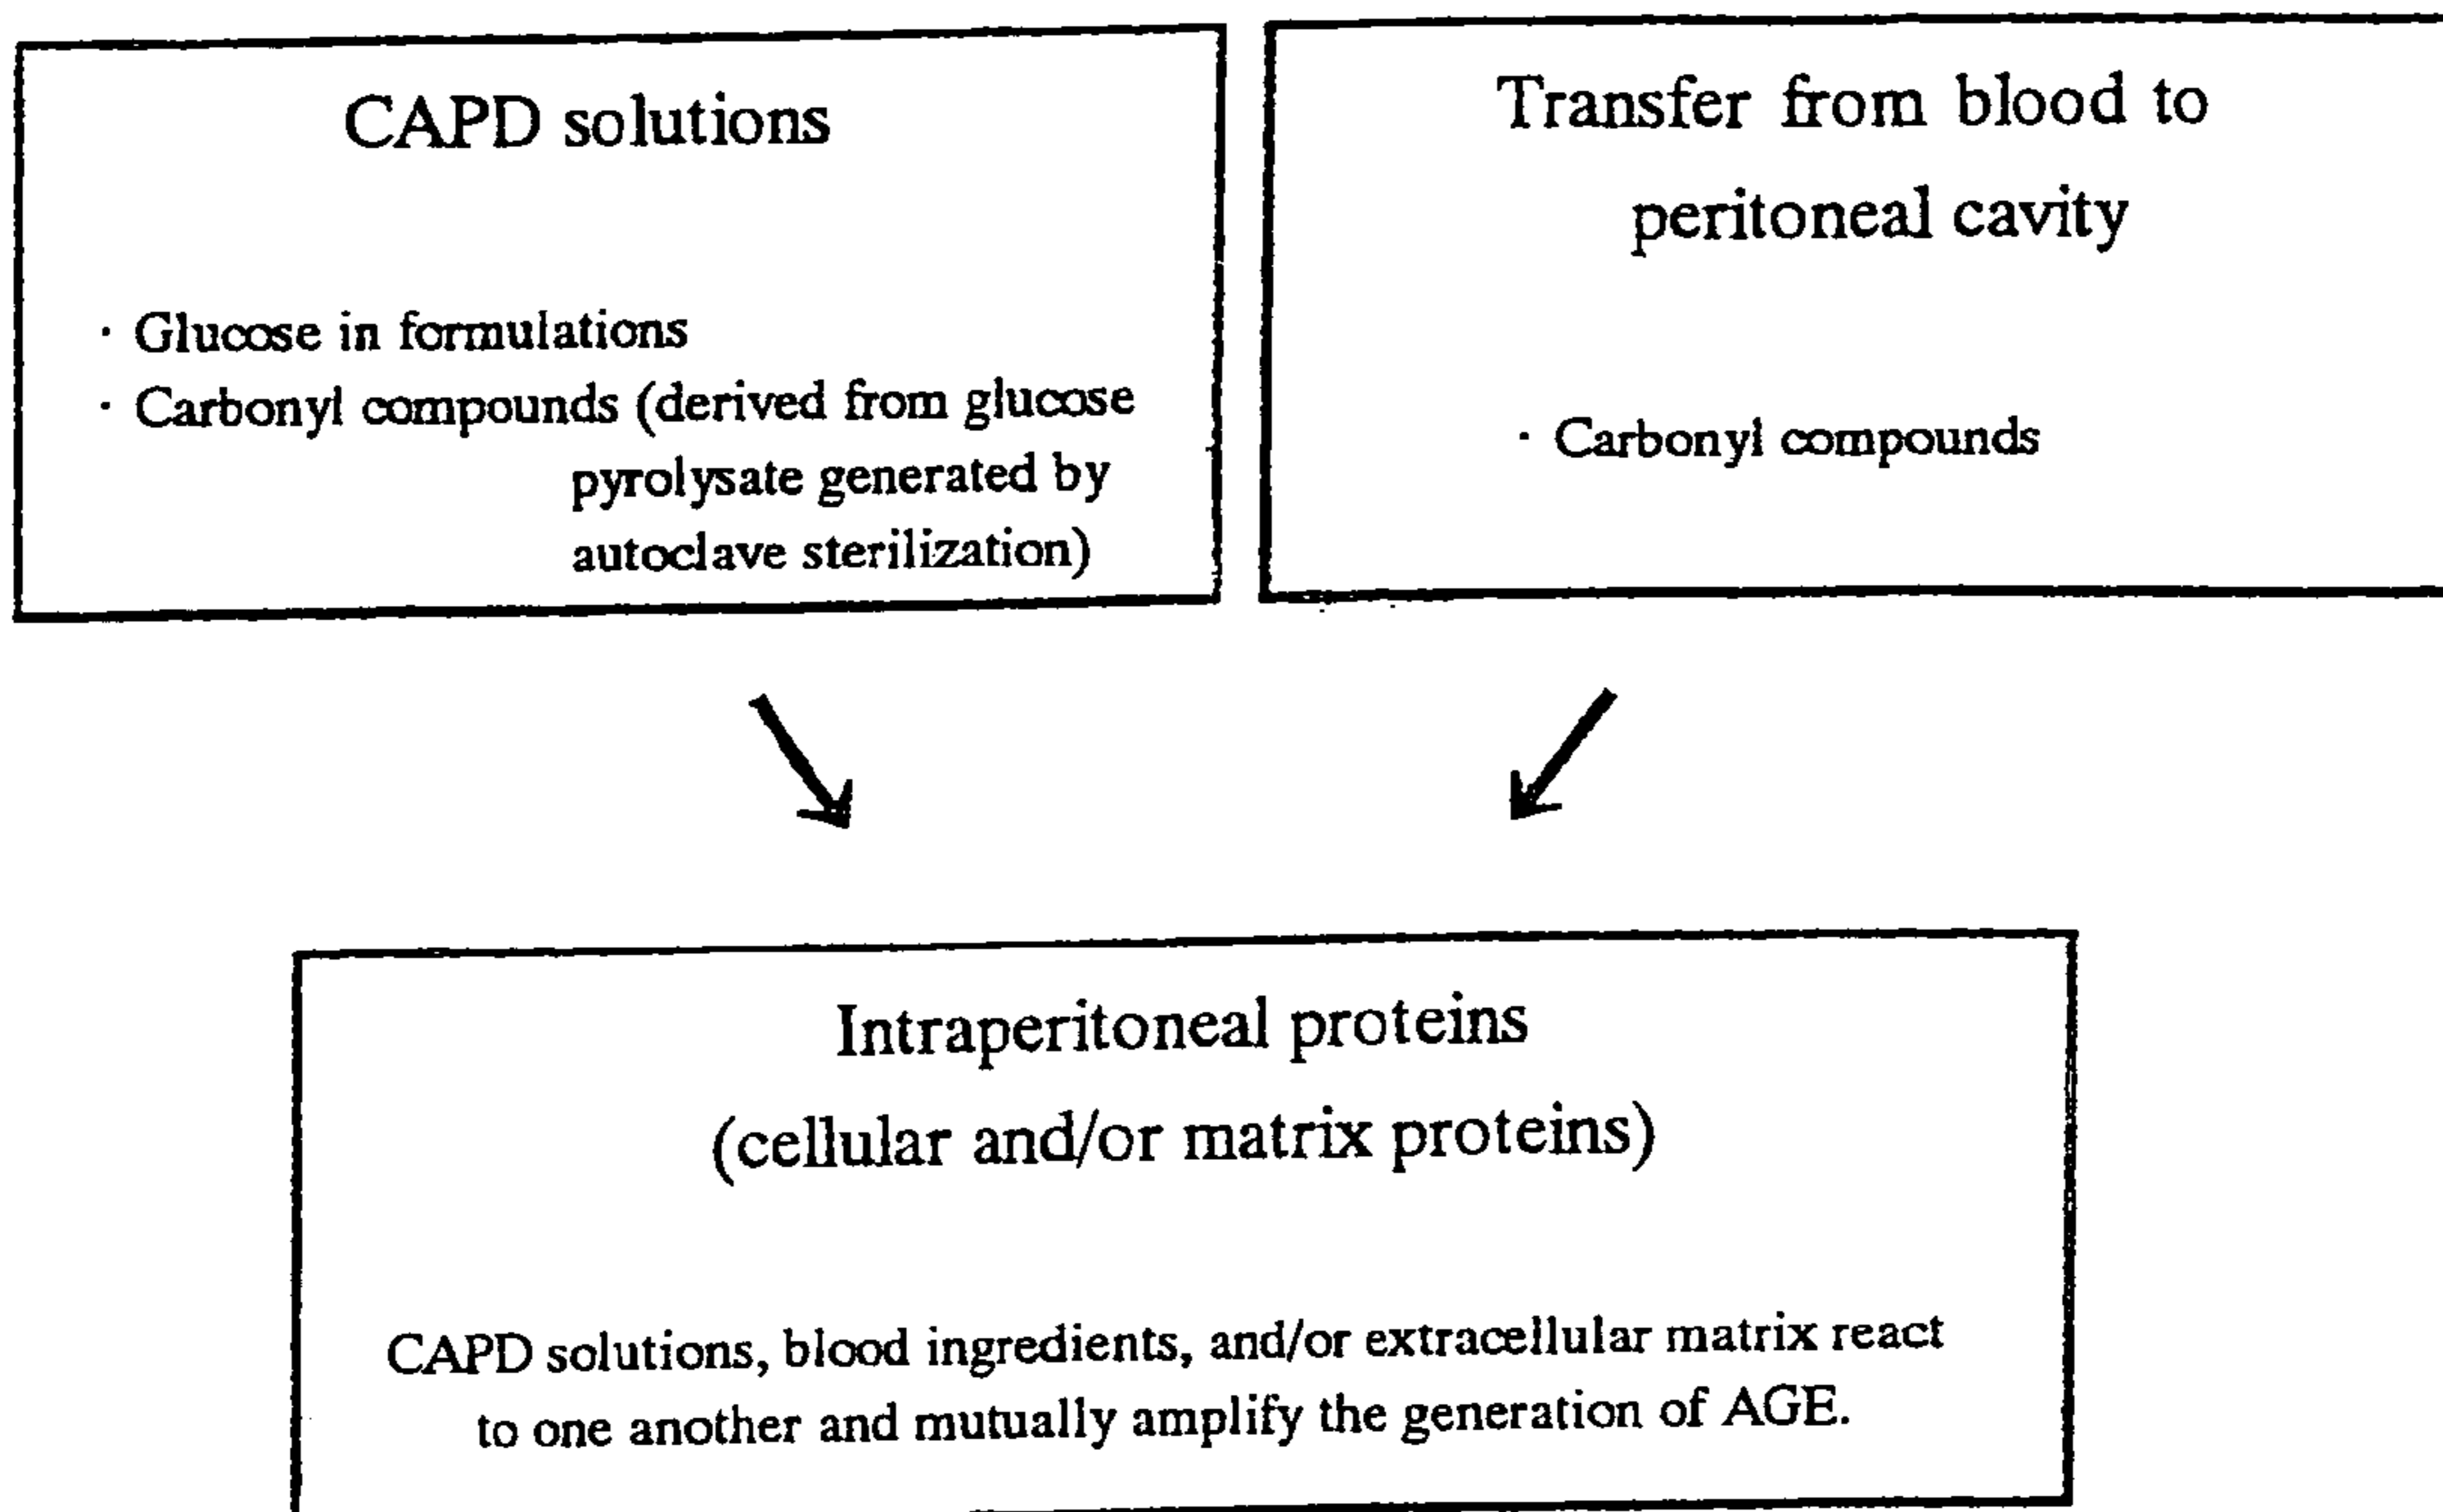 CAPD solutions
· Glucose in formulations
· Carbonyl compounds (derived from glucose
pyrolysate generated by
autoclave sterilization)
Transfer from blood to
peritoneal cavity
· Carbonyl compounds
Intraperitoneal proteins
(cellular and/or matrix proteins)
CAPD solutions, blood ingredients, and/or extracellular matrix react
to one another and mutually amplify the generation of AGE.